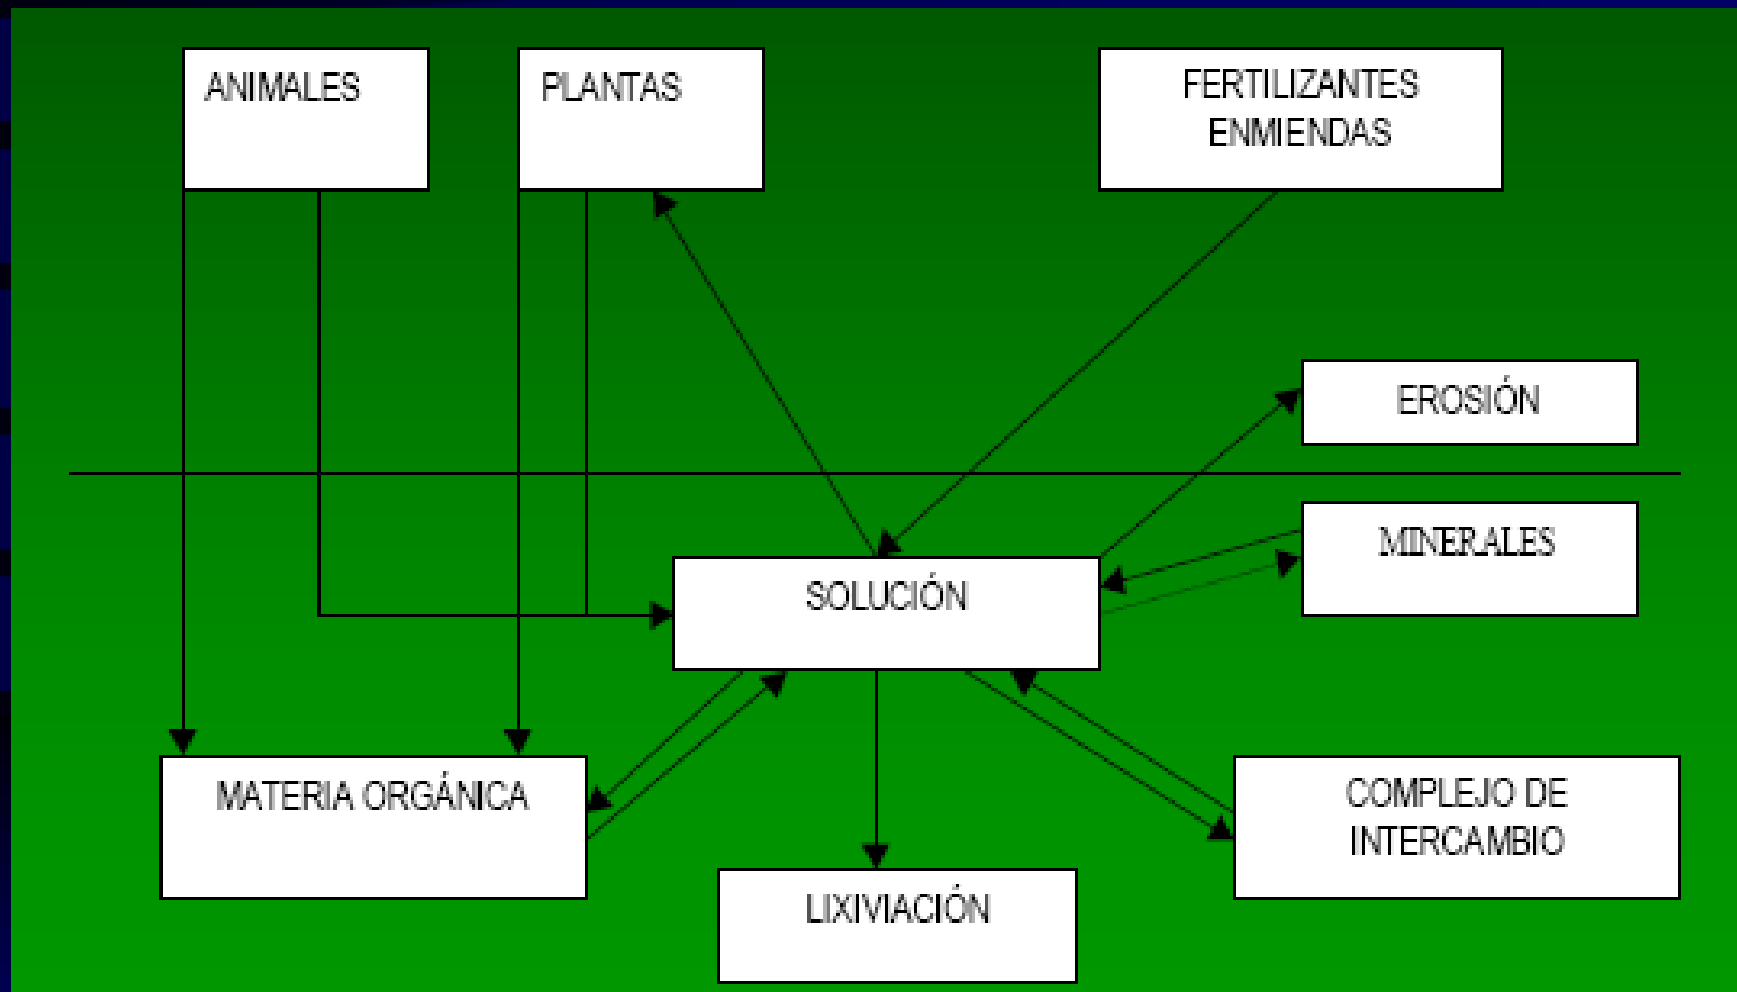 ANIMALES
PLANTAS
FERTILIZANTES
ENMIENDAS
EROSIÓN
MINERALES
SOLUCIÓN
MATERIA ORGÁNICA
COMPLEJO DE
INTERCAMBIO
LIXIVIACIÓN